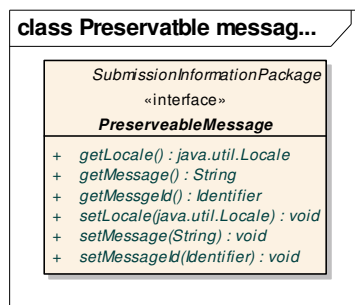 class Preservatble messag...
SubmissionInformationPackage
«interface»
PreserveableMessage
+ getLocale() : java.util.Locale
+ getMessage() : String
+ getMessgeId() : Identifier
+ setLocale(java.util.Locale) : void
+ setMessage(String) : void
+ setMessageId(Identifier) : void